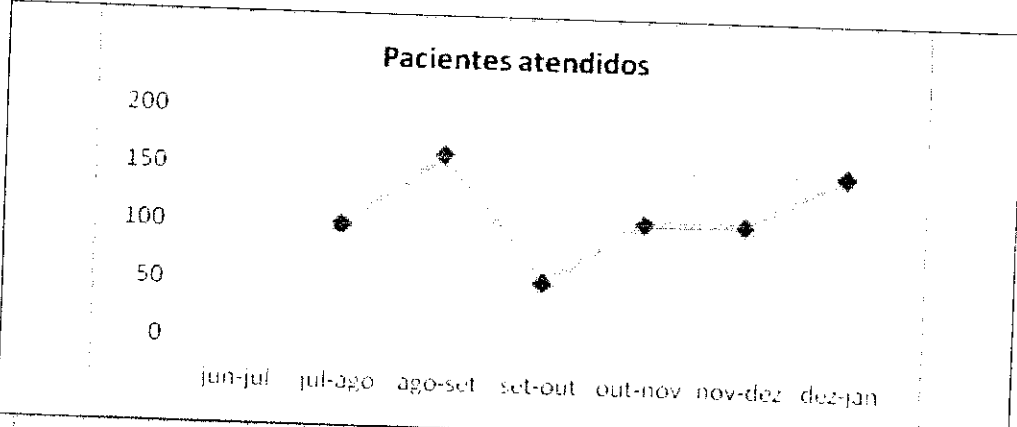 Pacientes atendidos
200
150
100
50
0
jun-jul jul-ago ago-set set-out out-nov nov-dez dez-jan